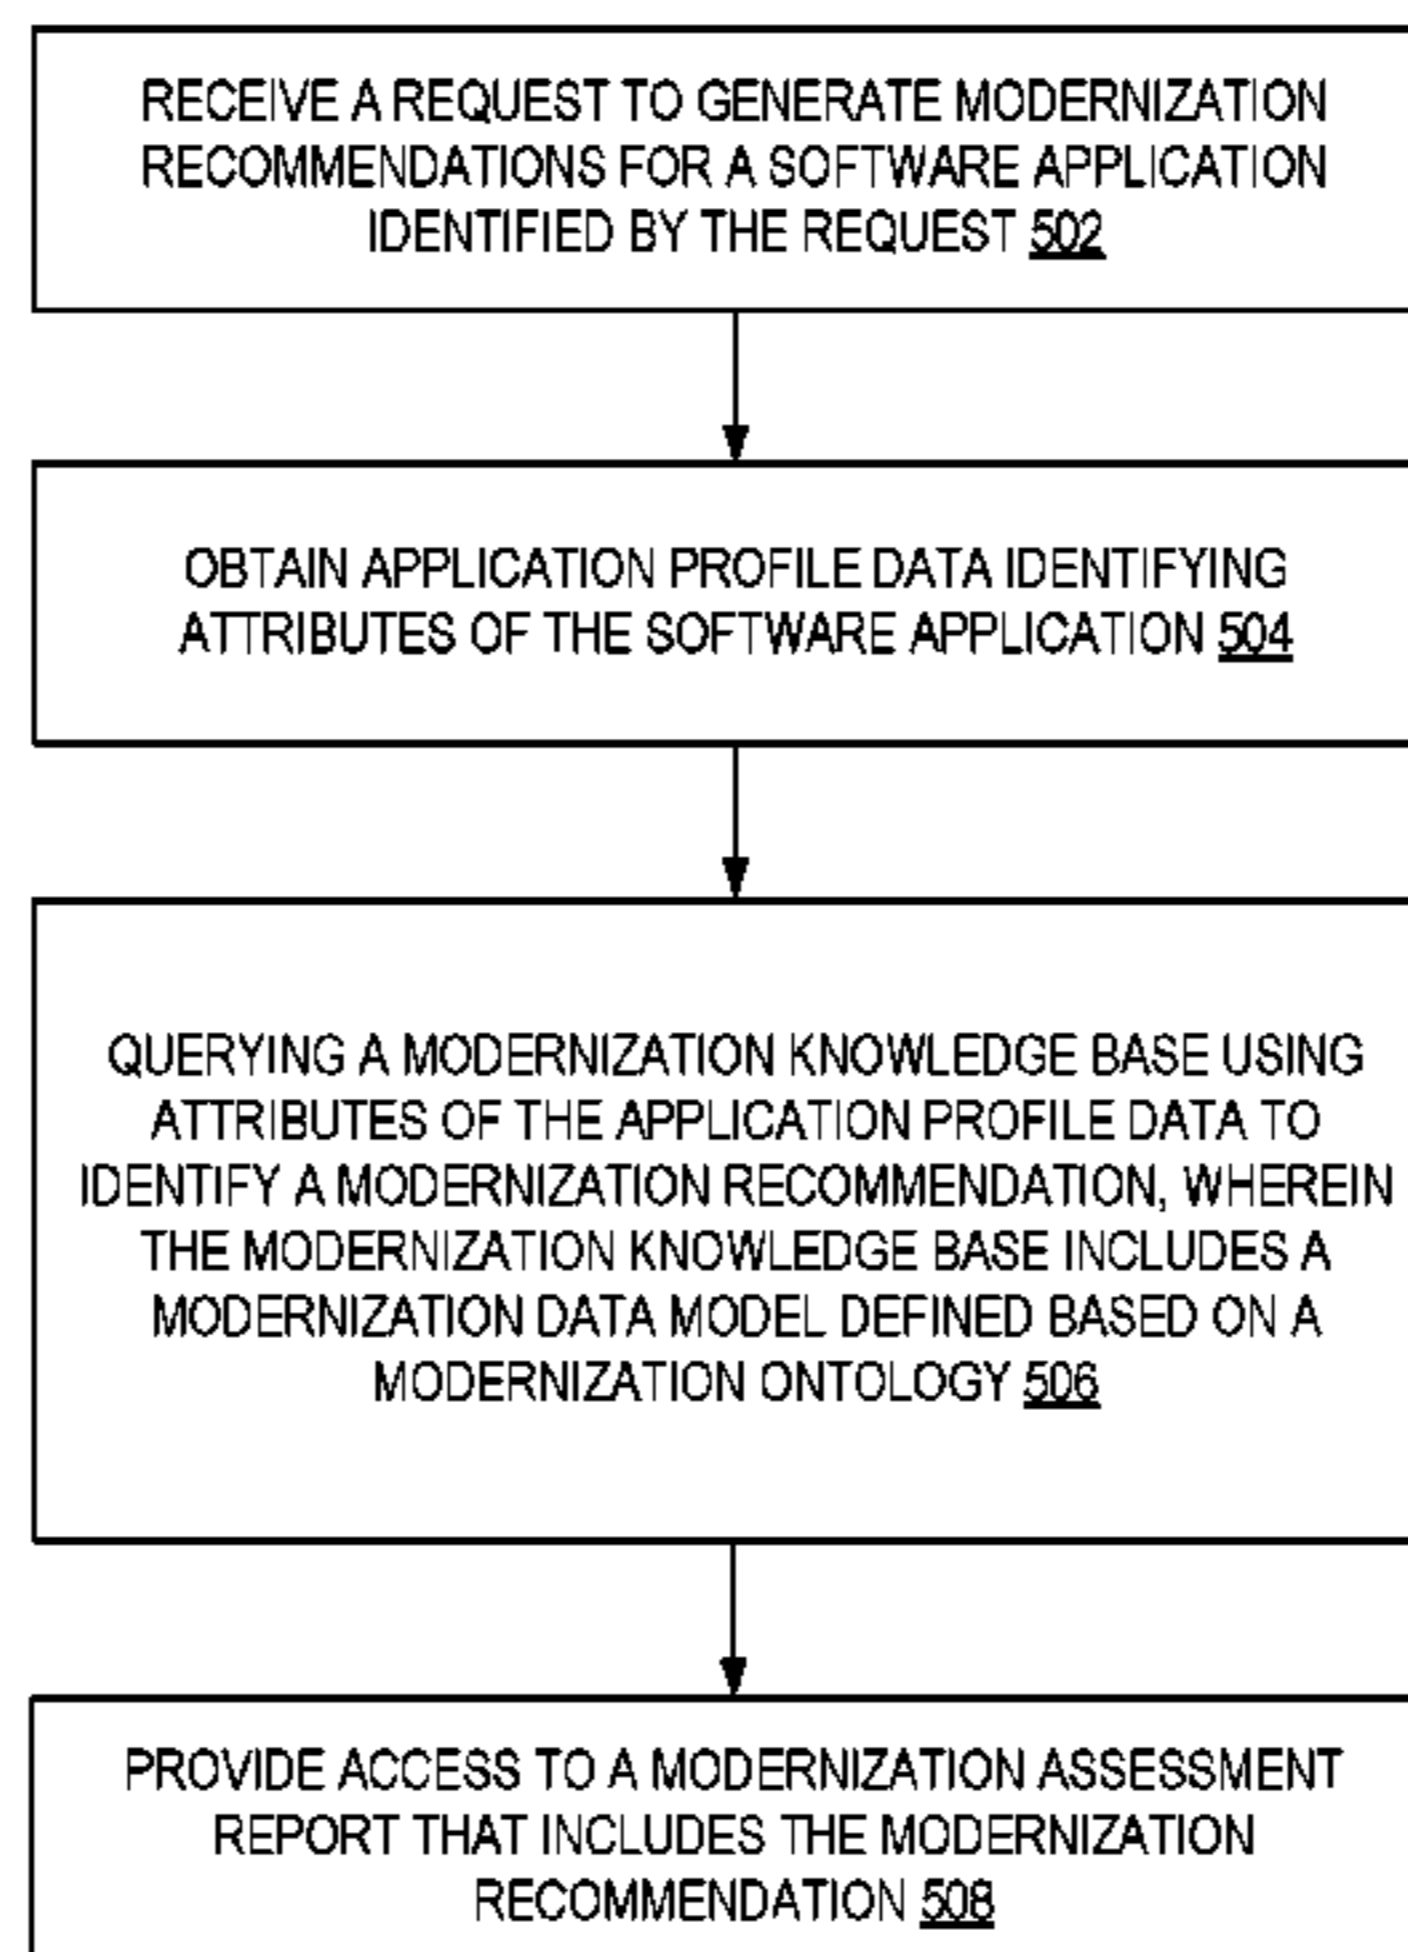 RECEIVE A REQUEST TO GENERATE MODERNIZATION
RECOMMENDATIONS FOR A SOFTWARE APPLICATION
IDENTIFIED BY THE REQUEST 502
OBTAIN APPLICATION PROFILE DATA IDENTIFYING
ATTRIBUTES OF THE SOFTWARE APPLICATION 504
QUERYING A MODERNIZATION KNOWLEDGE BASE USING
ATTRIBUTES OF THE APPLICATION PROFILE DATA TO
IDENTIFY A MODERNIZATION RECOMMENDATION, WHEREIN
THE MODERNIZATION KNOWLEDGE BASE INCLUDES A
MODERNIZATION DATA MODEL DEFINED BASED ON A
MODERNIZATION ONTOLOGY 506
PROVIDE ACCESS TO A MODERNIZATION ASSESSMENT
REPORT THAT INCLUDES THE MODERNIZATION
RECOMMENDATION 508